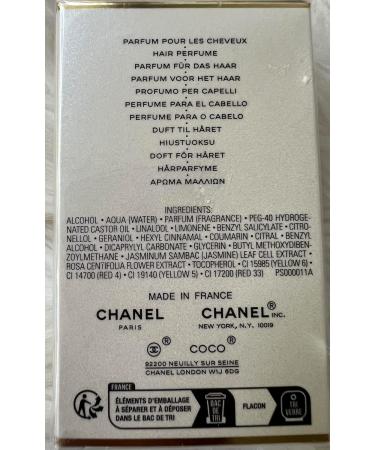 PARFUM POUR LES CHEVEUX
HAIR PERFUME
PARFUM FÜR DAS HAAR
PARFUM VOOR HET HAAR
PROFUMO PER CAPELLI
PERFUME PARA EL CABELLO
PERFUME PARA O CABELO
DUFT TIL HÅRET
HIUSTUOKSU
DOFT FÖR HÅRET
HÅRPARFYME
ΑΡΩΜΑ ΜΑΛΛΙΩΝ
INGREDIENTS:
ALCOHOL • AQUA (WATER) • PARFUM (FRAGRANCE) • PEG-40 HYDROGE-
NATED CASTOR OIL • LINALOOL • LIMONENE • BENZYL SALICYLATE • CITRO-
NELLOL • GERANIOL • HEXYL CINNAMAL • COUMARIN • CITRAL • BENZYL
ALCOHOL • DICAPRYLYL CARBONATE • GLYCERIN • BUTYL METHOXYDIBEN-
ZOYLMETHANE • JASMINUM SAMBAC (JASMINE) LEAF CELL EXTRACT •
ROSA CENTIFOLIA FLOWER EXTRACT • TOCOPHEROL • CI 15985 (YELLOW 6) •
CI 14700 (RED 4) • CI 19140 (YELLOW 5) • CI 17200 (RED 33) PS000011A
MADE IN FRANCE
CHANEL® CHANEL® INC.
PARIS NEW YORK, N.Y. 10019
® COCO®
92200 NEUILLY SUR SEINE
CHANEL LONDON W1J 6DG
FRANCE
ÉLÉMENTS D'EMBALLAGE
À SÉPARER ET À DÉPOSER
DANS LE BAC DE TRI
BAC
DE TRI
FLACON
TRI
VERRE